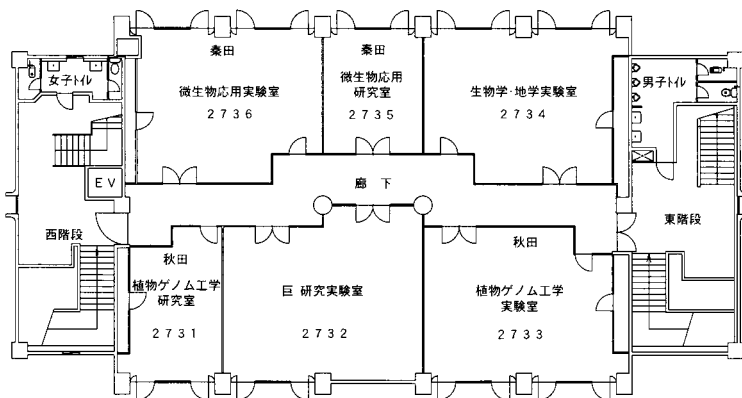 女子トイレ
EV
西階段
秦田
微生物応用実験室
2736
秦田
微生物応用
研究室
2735
生物学・地学実験室
2734
男子トイレ
東階段
廊 下
秋田
植物ゲノム工学
研究室
2731
巨 研究実験室
2732
秋田
植物ゲノム工学
実験室
2733